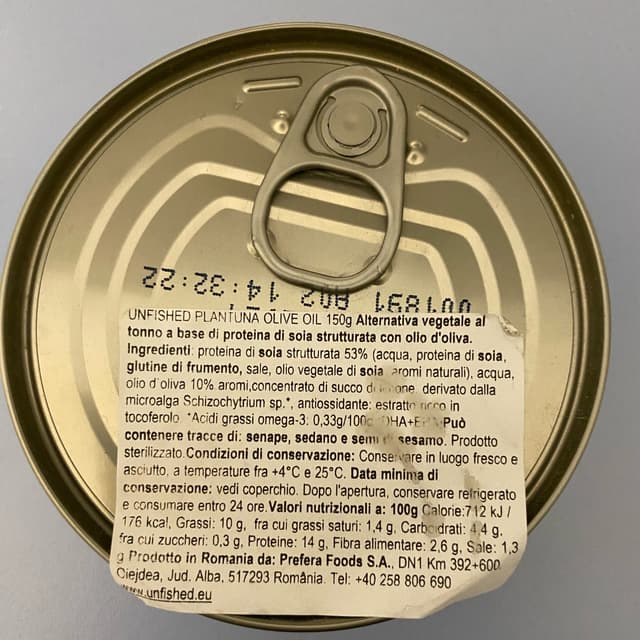 14:32:22:22
UNFISHED PLANTUNA OLIVE OIL 150g Alternativa vegetale al
tonno a base di proteina di soia strutturata con olio d'oliva.
Ingredienti: proteina di soia strutturata 53% (acqua, proteina di soia,
glutine di frumento, sale, olio vegetale di soia, aromi naturali), acqua,
olio d'oliva 10% aromi,concentrato di succo di derivato dalla
microalga Schizochytrium sp.*, antiossidante: estratto ricco in
tocoferolo *Acidi grassi omega-3: 0,33g/100g Può
contenere tracce di: senape, sedano e semi di sesamo. Prodotto
sterilizzato.Condizioni di conservazione: Conservare in luogo fresco e
asciutto, a temperature fra +4°C e 25°C. Data minima di
conservazione: vedi coperchio. Dopo l'apertura, conservare refrigerato
e consumare entro 24 ore.Valori nutrizionali a: 100g Calorie:712 kJ /
176 kcal, Grassi: 10 g, fra cui grassi saturi: 1,4 g, Carboidrati: 4,4 g,
fra cui zuccheri: 0,3 g, Proteine: 14 g, Fibra alimentare: 2,6 g, Sale: 1,3
g Prodotto in Romania da: Prefera Foods S.A., DN1 Km 392+600
Ciejdea, Jud. Alba, 517293 România. Tel: +40 258 806 690
www.unfished.eu